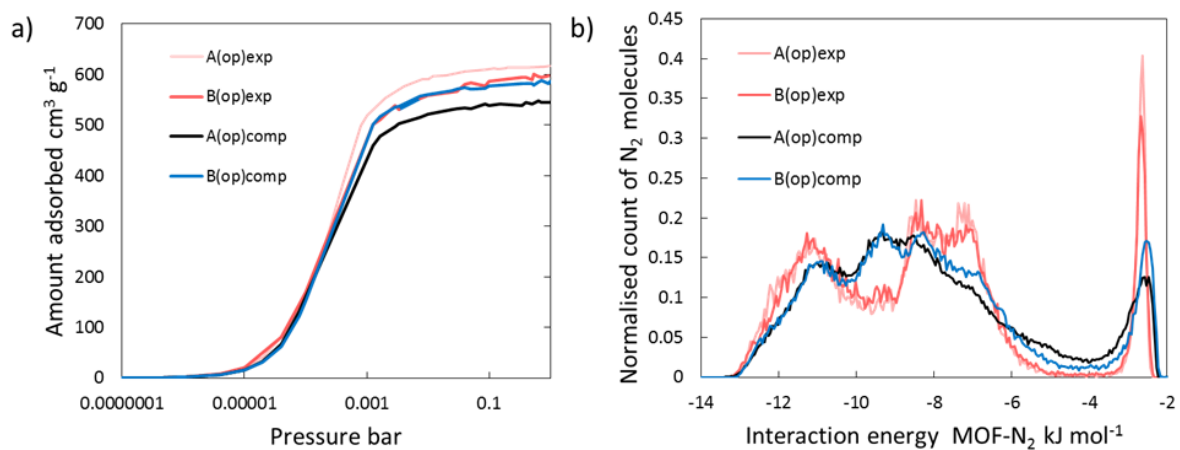 a)
Amount adsorbed cm³ g⁻¹
700
600
500
400
300
200
100
0
A(op)exp
B(op)exp
A(op)comp
B(op)comp
0.0000001
0.00001
0.001
0.1
Pressure bar
b)
Normalised count of N₂ molecules
0.45
0.4
0.35
0.3
0.25
0.2
0.15
0.1
0.05
0
A(op)exp
B(op)exp
A(op)comp
B(op)comp
-14
-12
-10
-8
-6
-4
-2
Interaction energy MOF-N₂ kJ mol⁻¹